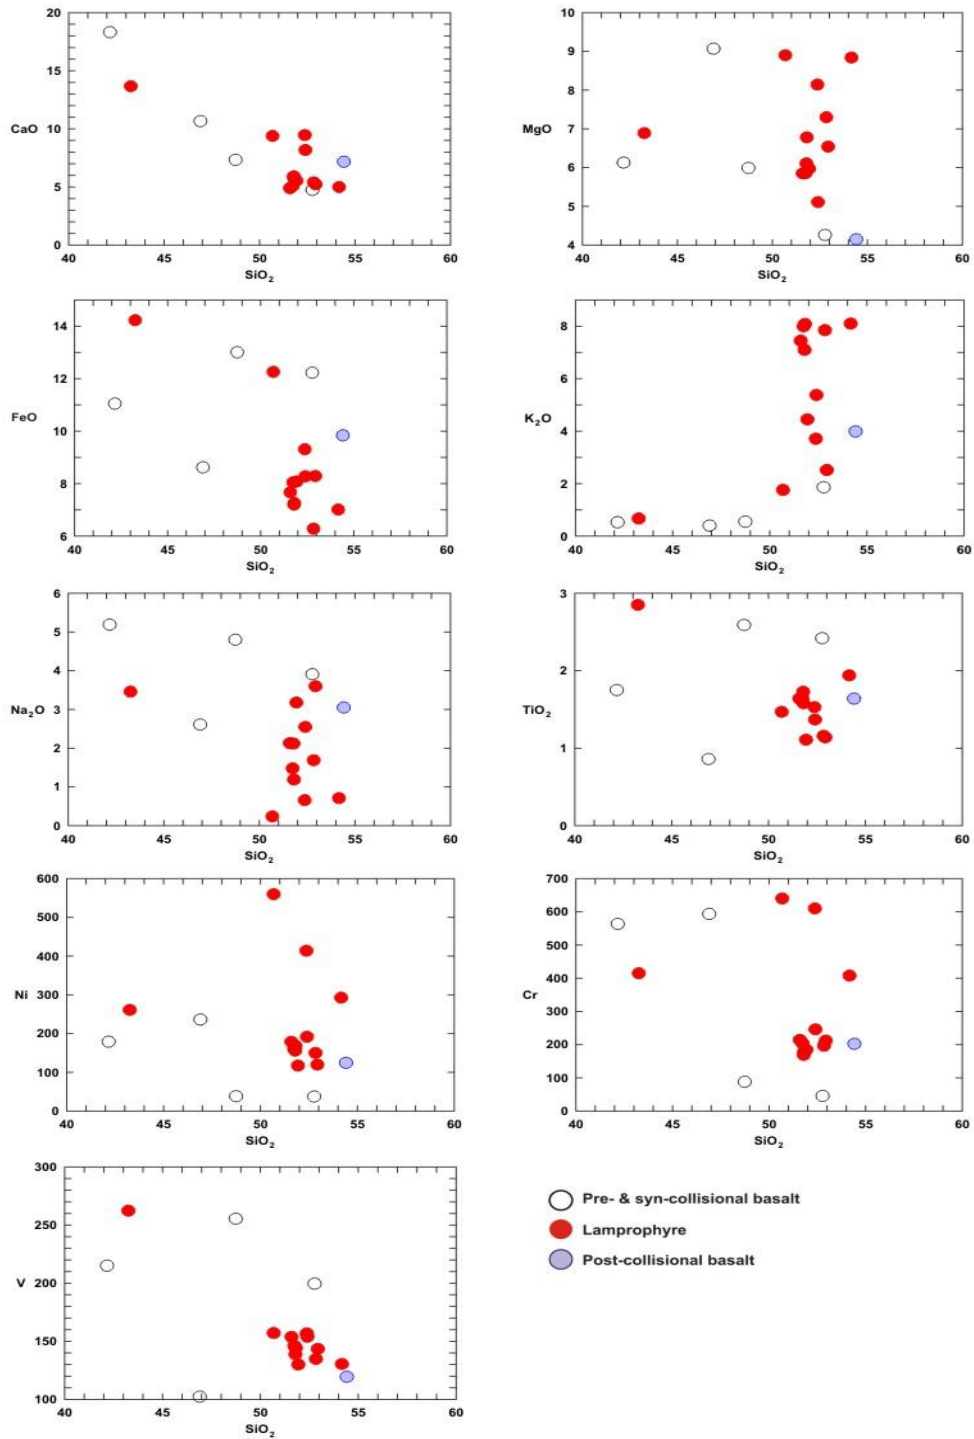 20
15
10
5
0
CaO
40 45 50 55 60
SiO₂
10
9
8
7
6
5
4
MgO
40 45 50 55 60
SiO₂
14
12
10
8
6
FeO
40 45 50 55 60
SiO₂
8
6
4
2
0
K₂O
40 45 50 55 60
SiO₂
6
5
4
3
2
1
0
Na₂O
40 45 50 55 60
SiO₂
3
2
1
0
TiO₂
40 45 50 55 60
SiO₂
600
500
400
300
200
100
0
Ni
40 45 50 55 60
SiO₂
700
600
500
400
300
200
100
0
Cr
40 45 50 55 60
SiO₂
300
250
200
150
100
V
40 45 50 55 60
SiO₂
Pre- & syn-collisional basalt
Lamprophyre
Post-collisional basalt